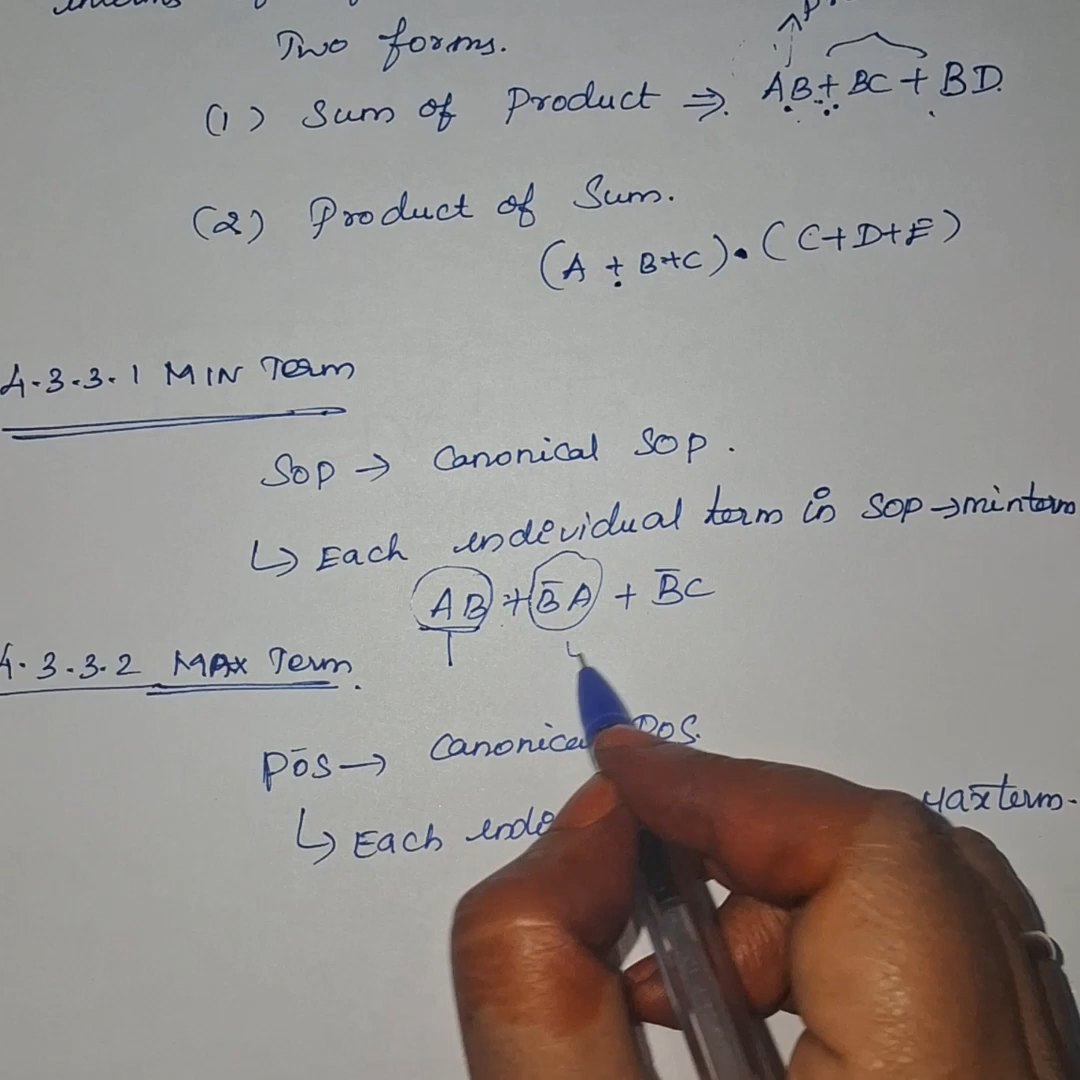 Two forms.
(1) Sum of Product ⇒ AB + BC + BD
(2) Product of Sum.
(A + B+C) • (C+D+E)
4.3.3.1 MIN Term
SOP → Canonical SOP.
↳ Each individual term in SOP → minterm
AB + B̅A + B̅C
4.3.3.2 MAX Term.
POS → Canonical POS.
↳ Each Maxterm.